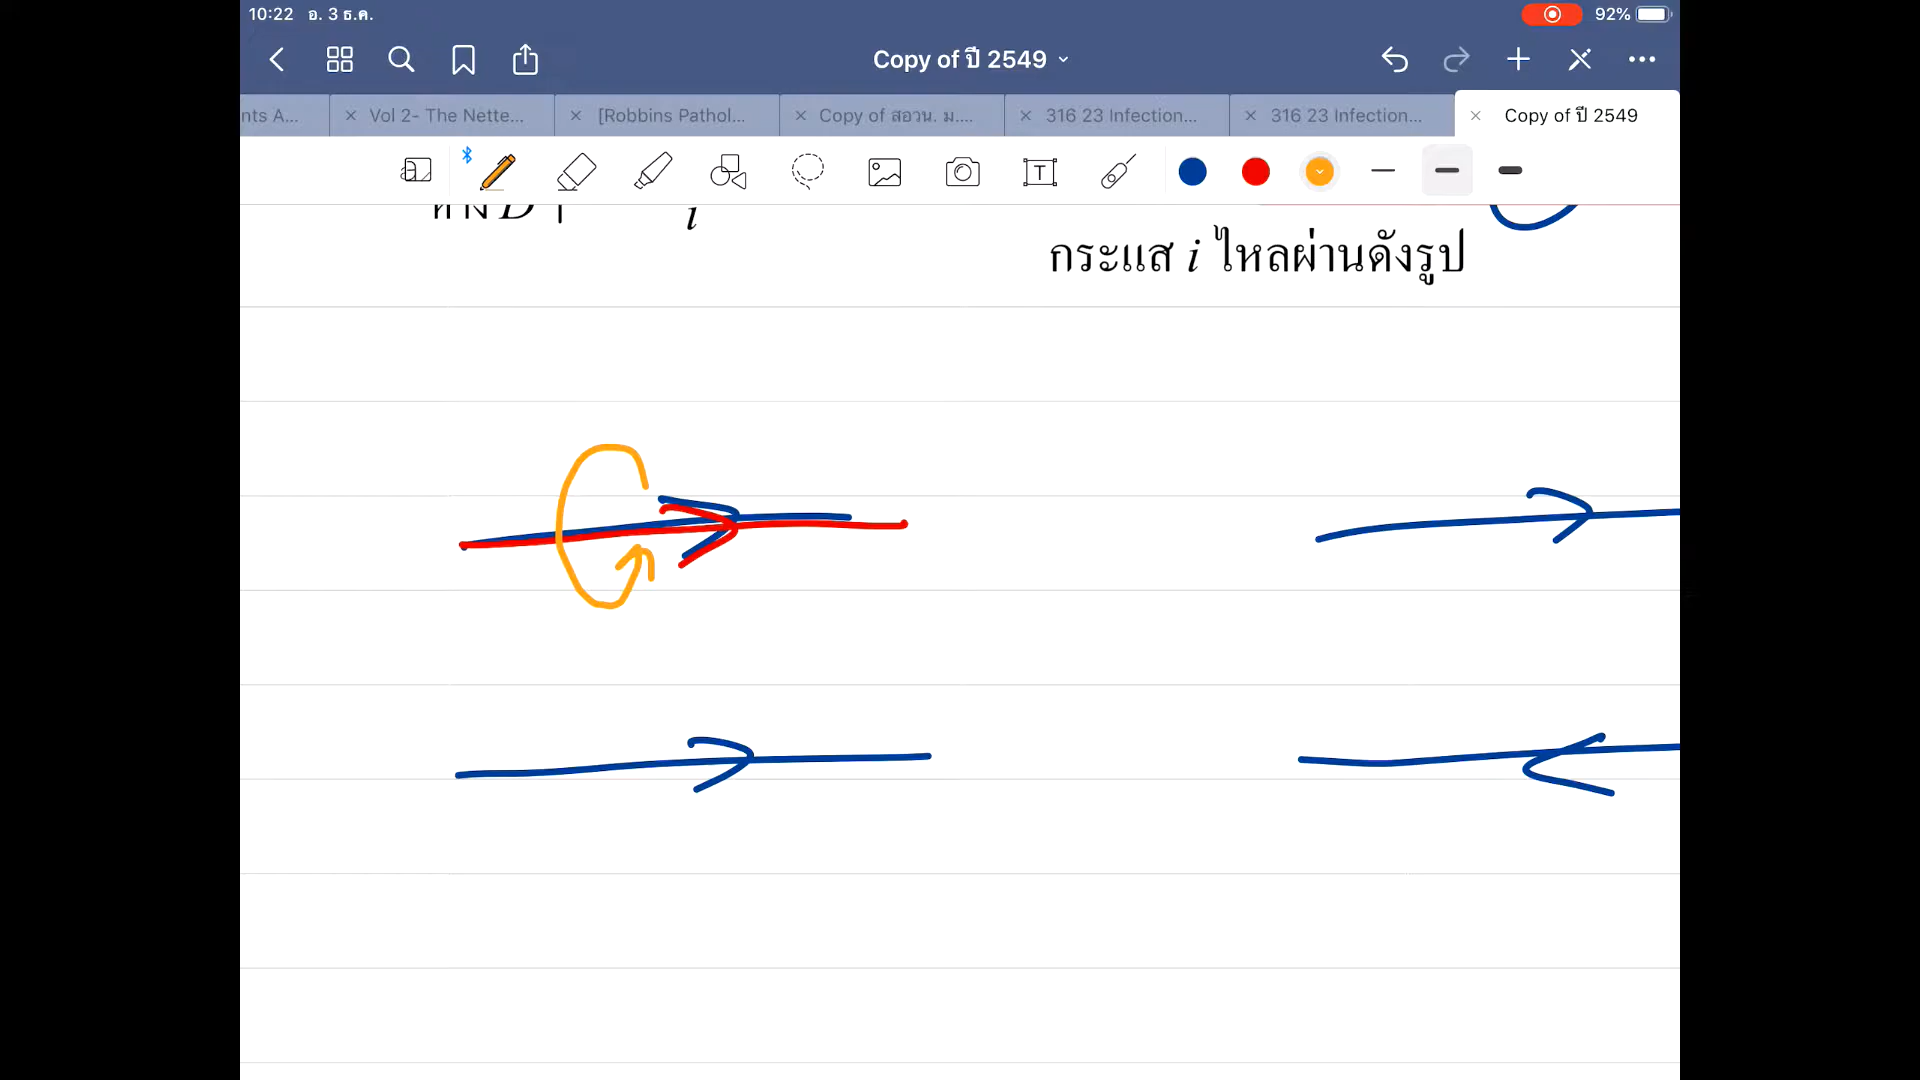 10:22 อ. 3 ธ.ค.
92%
Copy of ปี 2549
nts A...
Vol 2- The Nette...
[Robbins Pathol...
Copy of สอวน. ม....
316 23 Infection...
316 23 Infection...
Copy of ปี 2549
i
กระแส i ไหลผ่านดังรูป